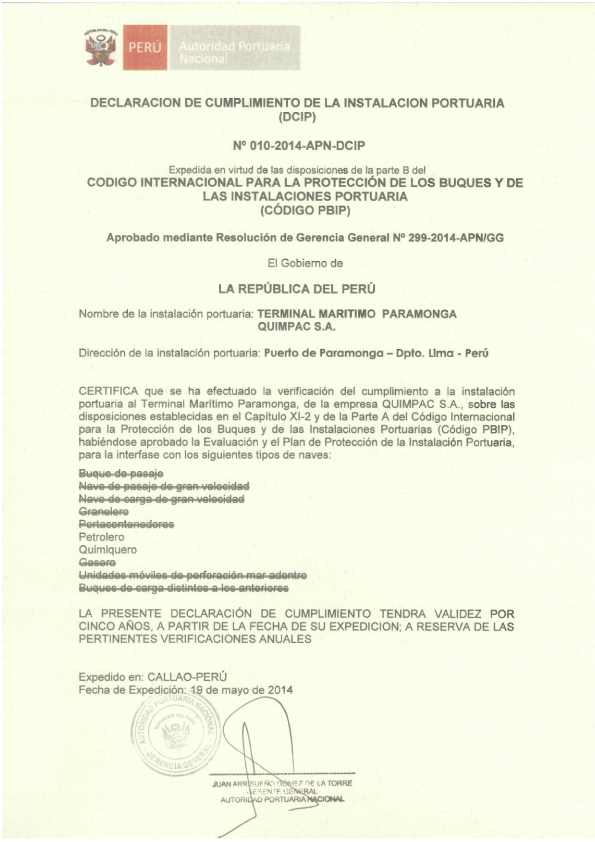 REPÚBLICA DEL PERÚ
PERÚ
Autoridad Portuaria
Nacional
DECLARACION DE CUMPLIMIENTO DE LA INSTALACION PORTUARIA
(DCIP)
Nº 010-2014-APN-DCIP
Expedida en virtud de las disposiciones de la parte B del
CODIGO INTERNACIONAL PARA LA PROTECCIÓN DE LOS BUQUES Y DE
LAS INSTALACIONES PORTUARIA
(CÓDIGO PBIP)
Aprobado mediante Resolución de Gerencia General Nº 299-2014-APN/GG
El Gobierno de
LA REPÚBLICA DEL PERÚ
Nombre de la instalación portuaria: TERMINAL MARITIMO PARAMONGA
QUIMPAC S.A.
Dirección de la instalación portuaria: Puerto de Paramonga – Dpto. Lima - Perú
CERTIFICA que se ha efectuado la verificación del cumplimiento a la instalación
portuaria al Terminal Marítimo Paramonga, de la empresa QUIMPAC S.A., sobre las
disposiciones establecidas en el Capítulo XI-2 y de la Parte A del Código Internacional
para la Protección de los Buques y de las Instalaciones Portuarias (Código PBIP),
habiéndose aprobado la Evaluación y el Plan de Protección de la Instalación Portuaria,
para la interfase con los siguientes tipos de naves:
Buque de pasaje
Nave de pasaje de gran velocidad
Nave de carga de gran velocidad
Granelero
Portacontenedores
Petrolero
Quimiquero
Gasero
Unidades móviles de perforación mar adentro
Buques de carga distintos a los anteriores
LA PRESENTE DECLARACIÓN DE CUMPLIMIENTO TENDRA VALIDEZ POR
CINCO AÑOS, A PARTIR DE LA FECHA DE SU EXPEDICION; A RESERVA DE LAS
PERTINENTES VERIFICACIONES ANUALES
Expedido en: CALLAO-PERÚ
Fecha de Expedición: 19 de mayo de 2014
AUTORIDAD PORTUARIA NACIONAL
GERENCIA GENERAL
JUAN ARRISUEÑO GÓMEZ DE LA TORRE
GERENTE GENERAL
AUTORIDAD PORTUARIA NACIONAL